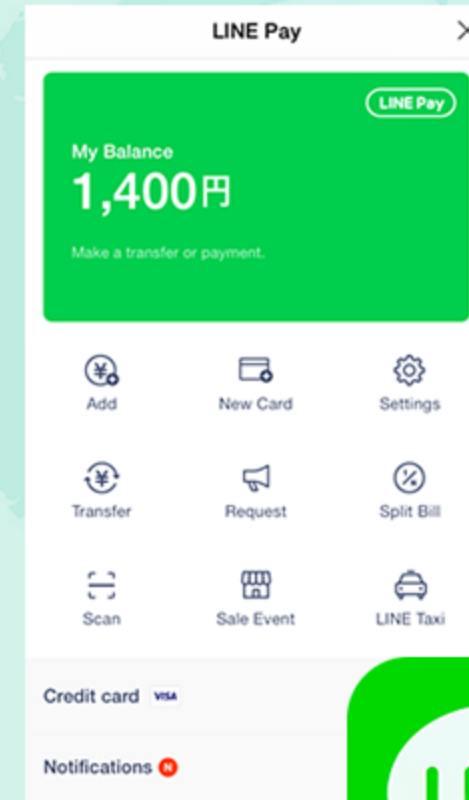 LINE Pay
LINE Pay
My Balance
1,400円
Make a transfer or payment.
Add New Card Settings
Transfer Request Split Bill
Scan Sale Event LINE Taxi
Credit card VISA
Notifications N